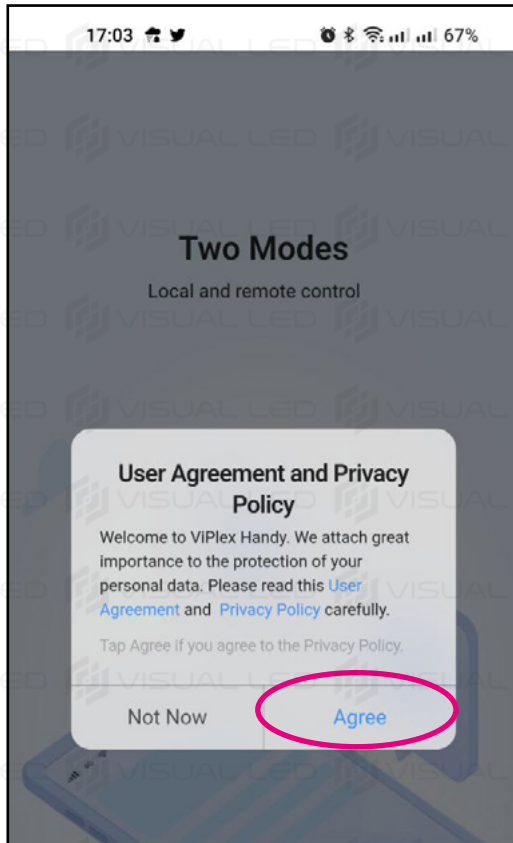 17:03 67%
Two Modes
Local and remote control
User Agreement and Privacy
Policy
Welcome to ViPlex Handy. We attach great
importance to the protection of your
personal data. Please read this User
Agreement and Privacy Policy carefully.
Tap Agree if you agree to the Privacy Policy.
Not Now Agree
VISUAL LED